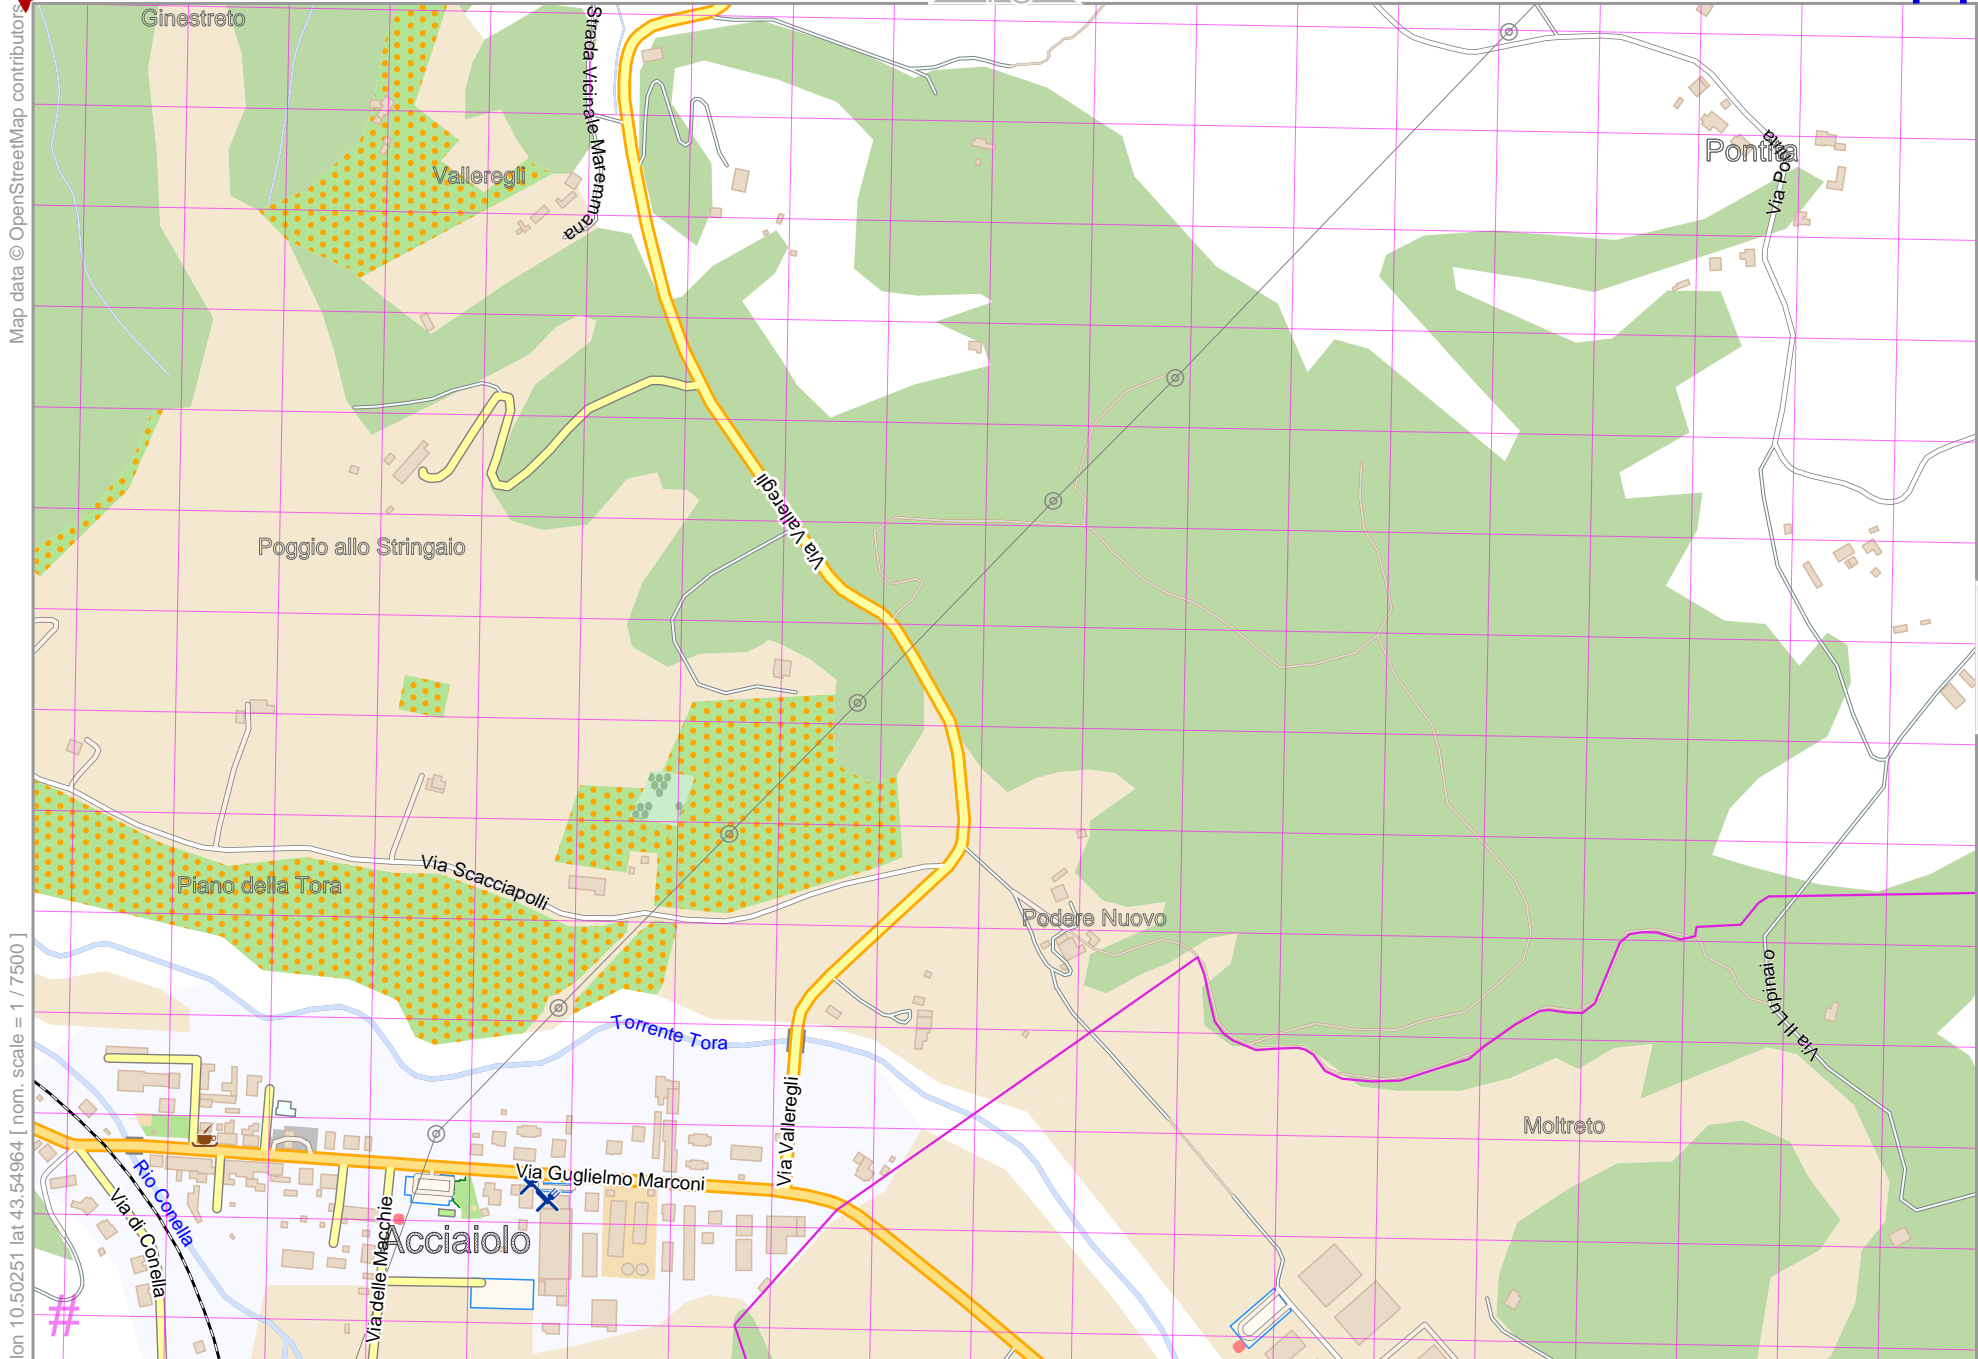 Ginestreto
Strada Vicinale Maremmana
Map data © OpenStreetMap contributors
Valleregli
Pontita
Via Pontita
Via Valleregli
Poggio allo Stringaio
Via Scacciapolli
Piano della Tora
Podere Nuovo
Via Il Lupinaio
Torrente Tora
Via Valleregli
Moltreto
Via Guglielmo Marconi
Rio Conella
Via di Conella
Via delle Macchie
Acciaiolo
#
lon 10.50251 lat 43.54964 [ nom. scale = 1 / 7500 ]